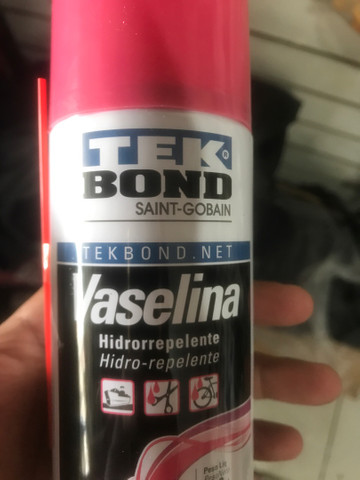 TEK®
BOND
SAINT-GOBAIN
TEKBOND.NET
Vaselina
Hidrorrepelente
Hidro-repelente